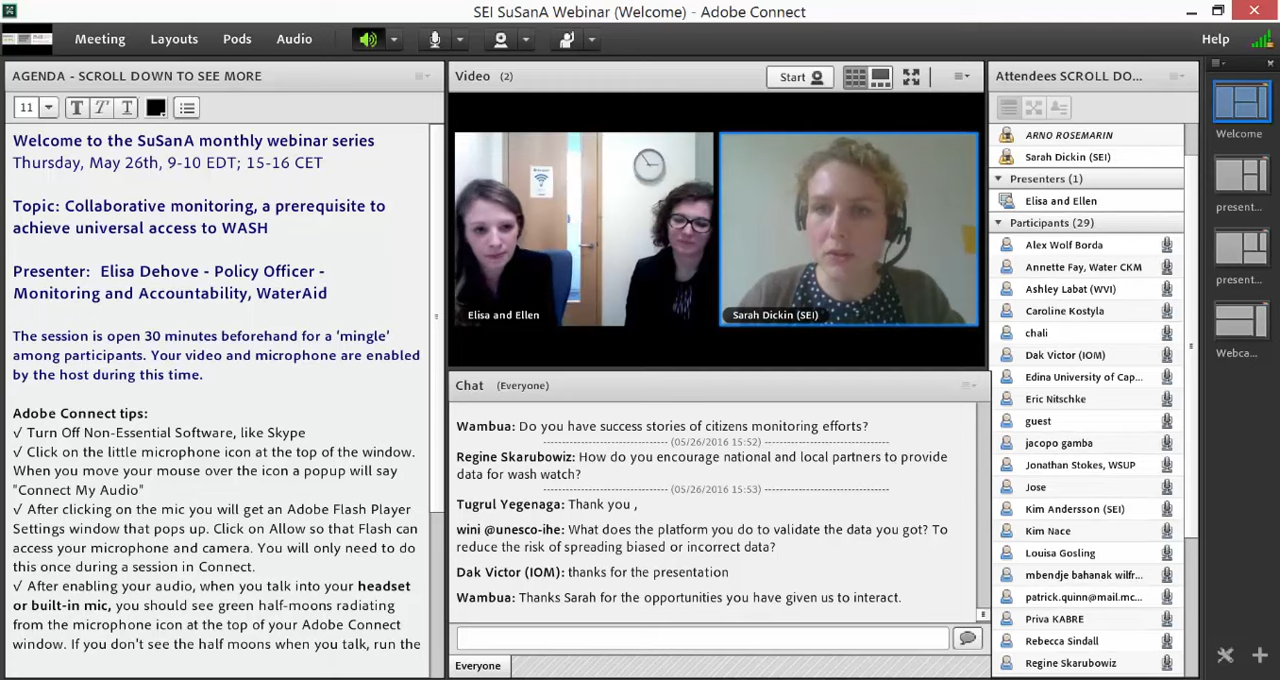 SEI SuSanA Webinar (Welcome) - Adobe Connect
Meeting Layouts Pods Audio Help
AGENDA - SCROLL DOWN TO SEE MORE
11 T T T
Welcome to the SuSanA monthly webinar series
Thursday, May 26th, 9-10 EDT; 15-16 CET
Topic: Collaborative monitoring, a prerequisite to
achieve universal access to WASH
Presenter: Elisa Dehove - Policy Officer -
Monitoring and Accountability, WaterAid
The session is open 30 minutes beforehand for a ‘mingle’
among participants. Your video and microphone are enabled
by the host during this time.
Adobe Connect tips:
√ Turn Off Non-Essential Software, like Skype
√ Click on the little microphone icon at the top of the window.
When you move your mouse over the icon a popup will say
"Connect My Audio"
√ After clicking on the mic you will get an Adobe Flash Player
Settings window that pops up. Click on Allow so that Flash can
access your microphone and camera. You will only need to do
this once during a session in Connect.
√ After enabling your audio, when you talk into your headset
or built-in mic, you should see green half-moons radiating
from the microphone icon at the top of your Adobe Connect
window. If you don't see the half moons when you talk, run the
Video (2) Start
Elisa and Ellen
Sarah Dickin (SEI)
Chat (Everyone)
Wambua: Do you have success stories of citizens monitoring efforts?
(05/26/2016 15:52)
Regine Skarubowiz: How do you encourage national and local partners to provide
data for wash watch?
(05/26/2016 15:53)
Tugrul Yegenaga: Thank you ,
wini @unesco-ihe: What does the platform you do to validate the data you got? To
reduce the risk of spreading biased or incorrect data?
Dak Victor (IOM): thanks for the presentation
Wambua: Thanks Sarah for the opportunities you have given us to interact.
Everyone
Attendees SCROLL DO...
ARNO ROSEMARIN
Sarah Dickin (SEI)
Presenters (1)
Elisa and Ellen
Participants (29)
Alex Wolf Borda
Annette Fay, Water CKM
Ashley Labat (WVI)
Caroline Kostyla
chali
Dak Victor (IOM)
Edina University of Cap...
Eric Nitschke
guest
jacopo gamba
Jonathan Stokes, WSUP
Jose
Kim Andersson (SEI)
Kim Nace
Louisa Gosling
mbendje bahanak wilfr...
patrick.quinn@mail.mc...
Priva KABRE
Rebecca Sindall
Regine Skarubowiz
Welcome
present...
present...
Webca...